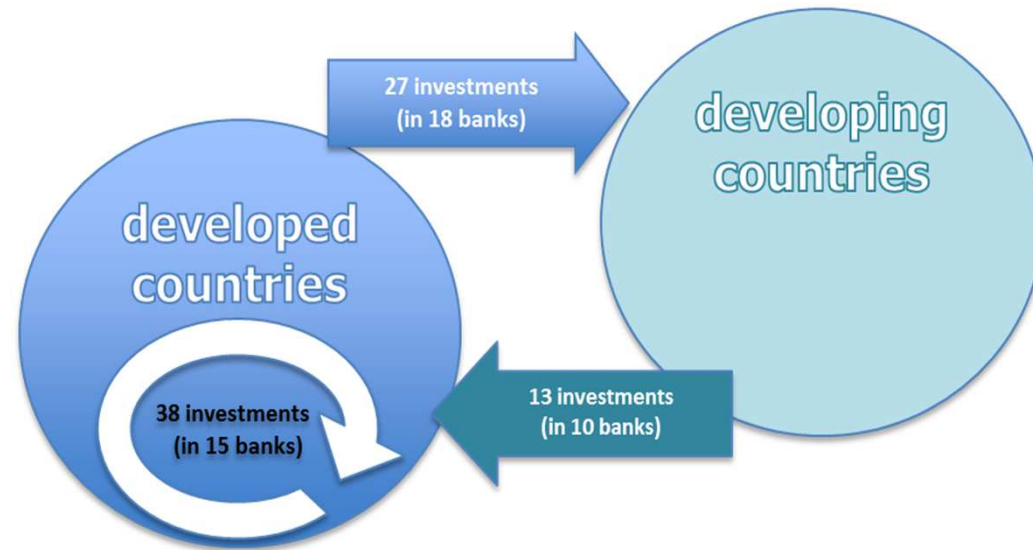 27 investments
(in 18 banks)
developing
countries
developed
countries
38 investments
(in 15 banks)
13 investments
(in 10 banks)